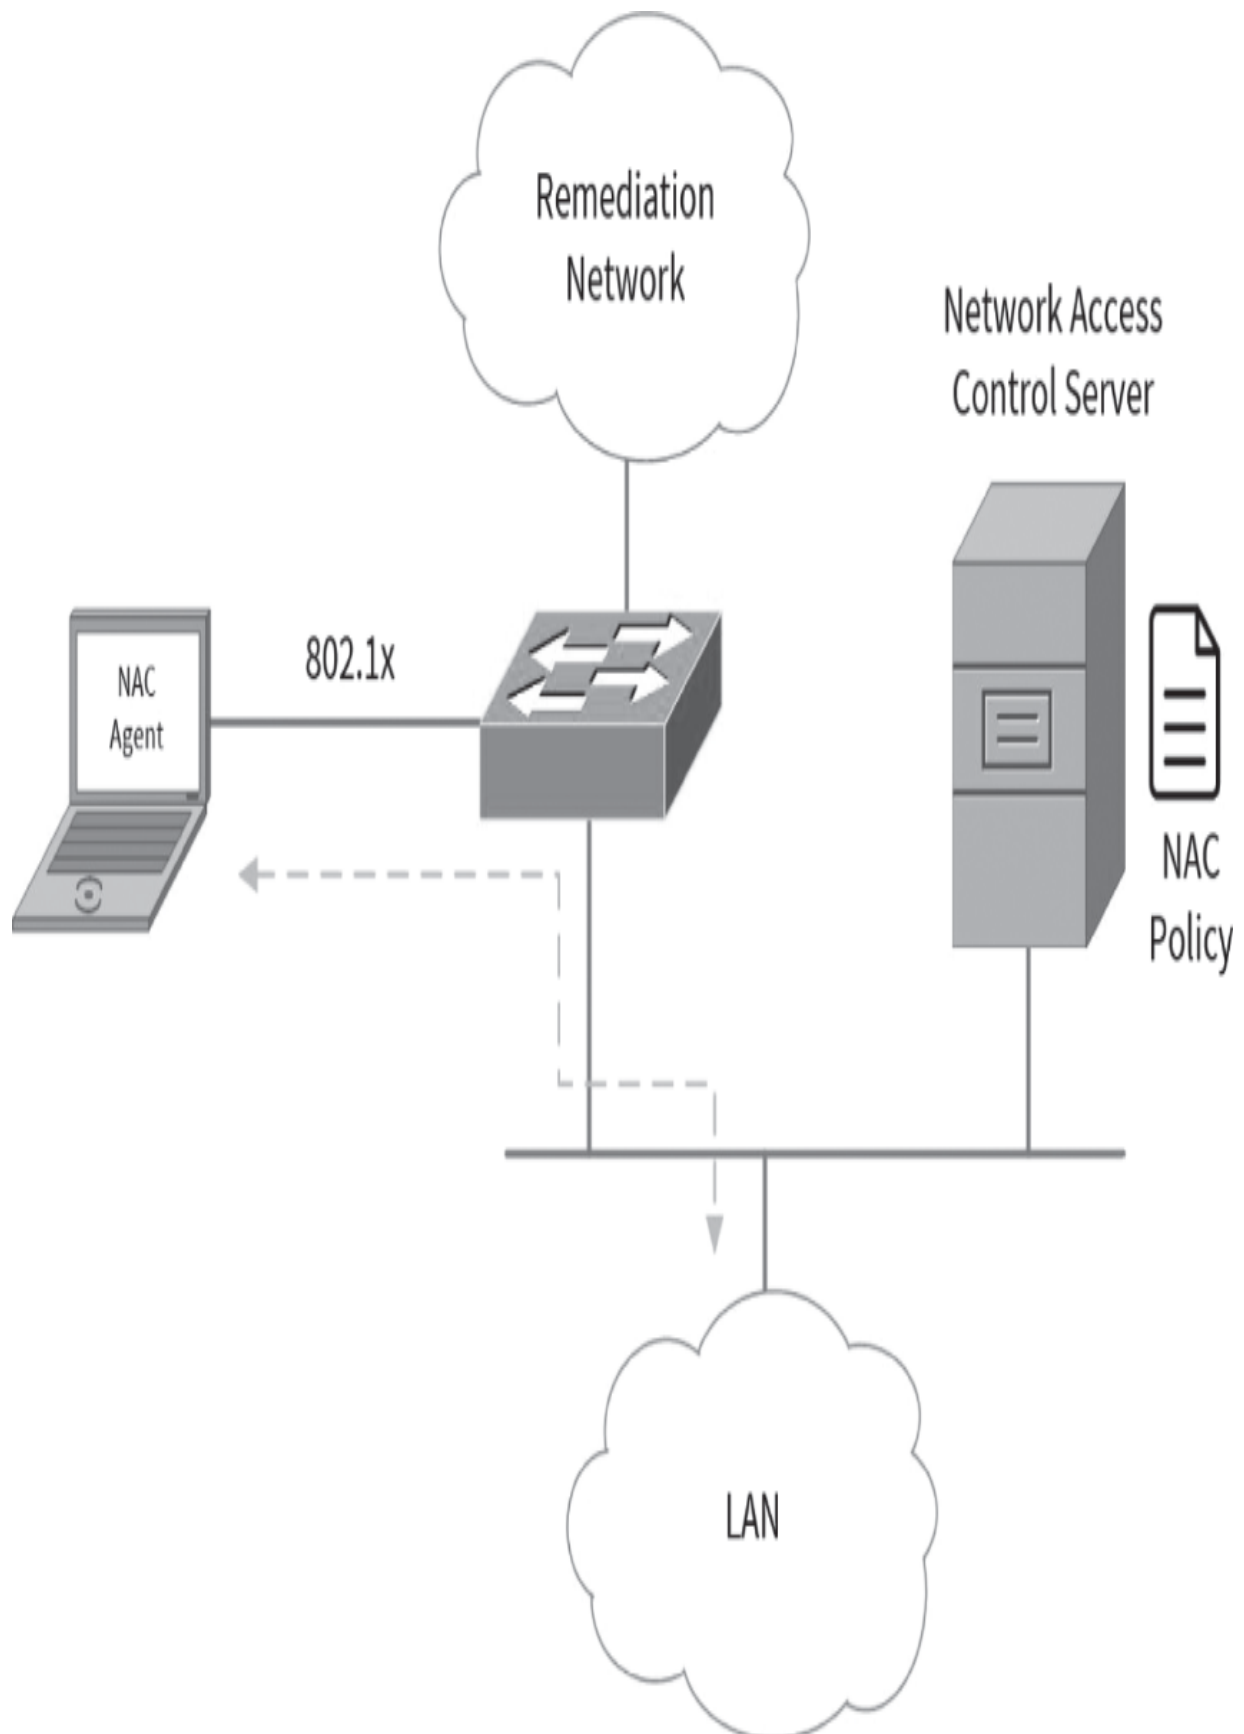 Remediation
Network
Network Access
Control Server
NAC
Agent
802.1x
NAC
Policy
LAN